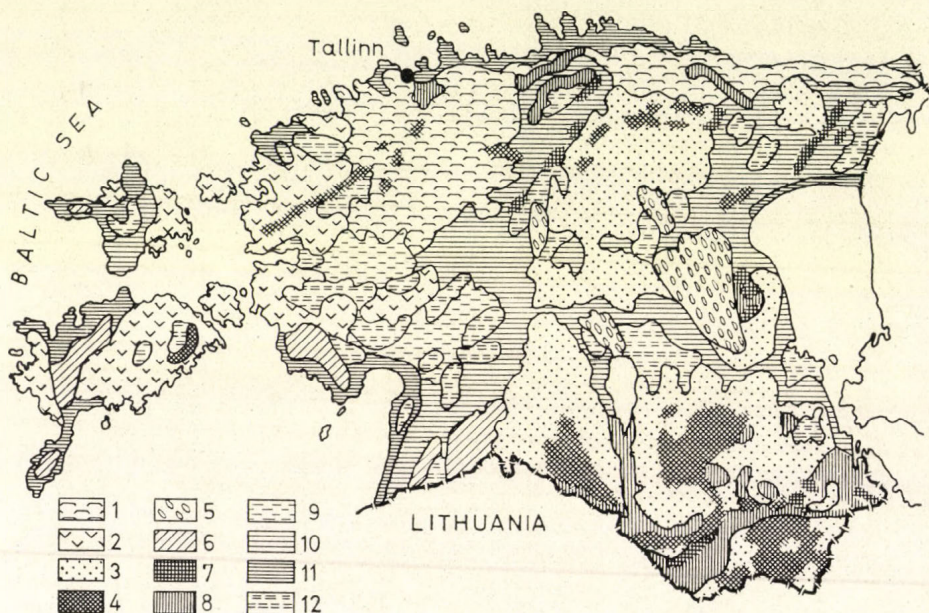 Tallinn
BALTIC SEA
LITHUANIA
1 5 9
2 6 10
3 7 11
4 8 12